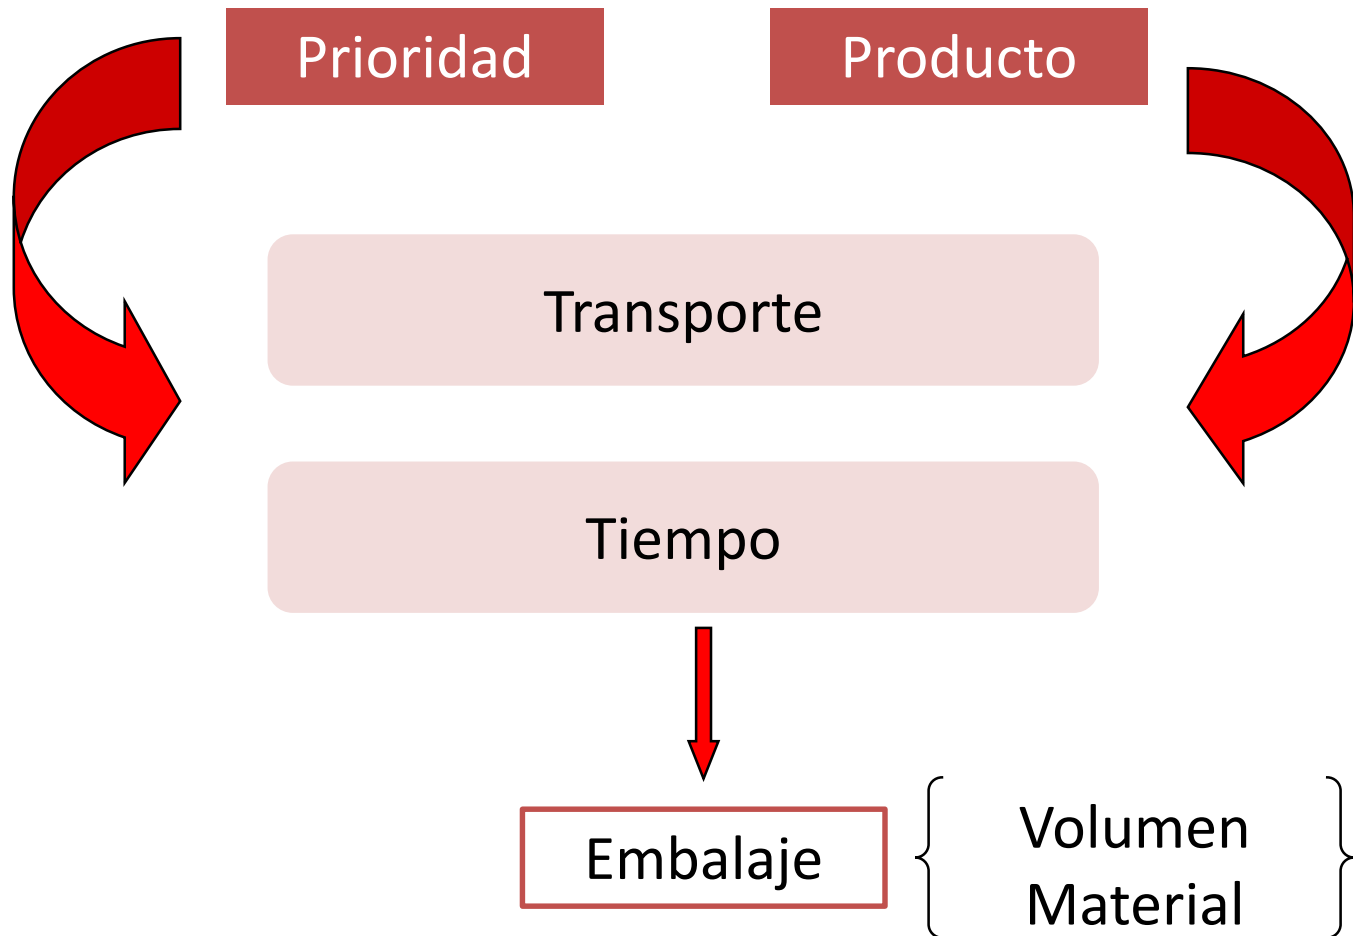 Prioridad
Producto
Transporte
Tiempo
Embalaje
Volumen
Material